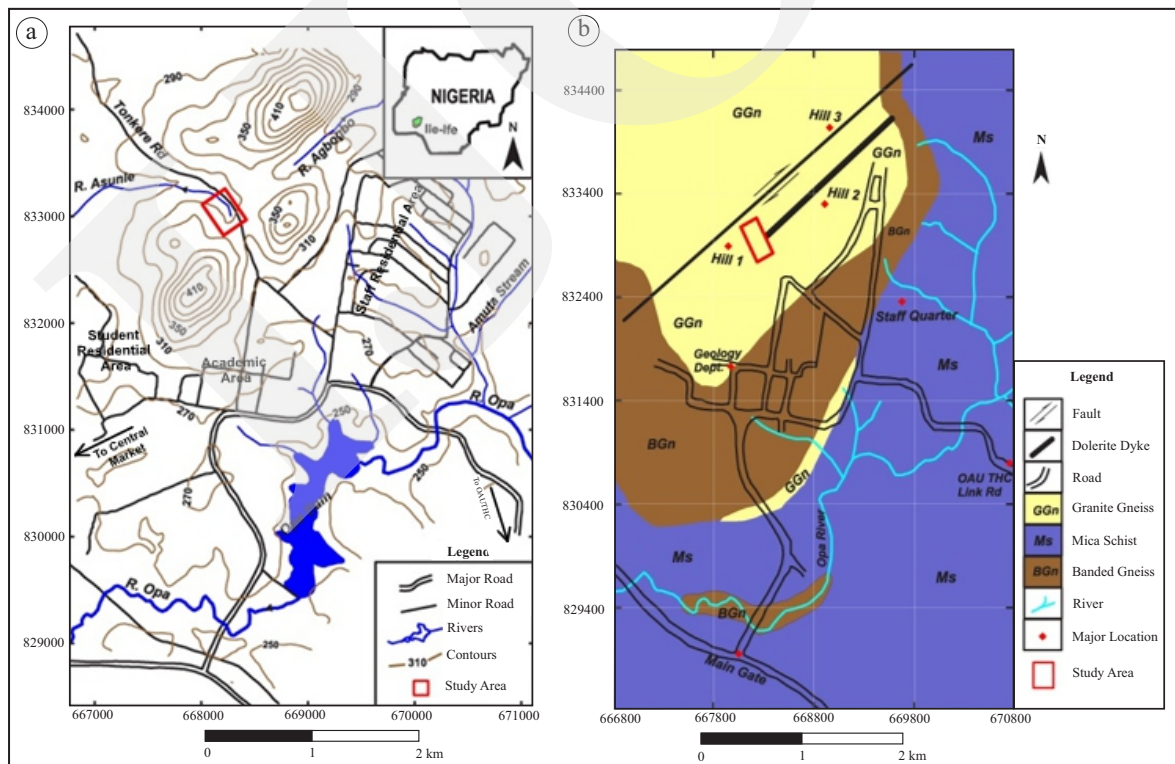 a
834000
833000
832000
831000
830000
829000
290
Tonkere Rd
410
350
290
R. Agbogbo
NIGERIA
Ile-Ife
N
R. Asunle
350
310
Staff Residential Area
Amuta Stream
410
350
310
Student
Residential
Area
Academic
Area
270
270
250
R. Opa
To Central
Market
250
To OAUTHC
270
R. Opa
250
Legend
Major Road
Minor Road
Rivers
310
Contours
Study Area
667000
668000
669000
670000
671000
0
1
2 km
b
834400
833400
832400
831400
830400
829400
GGn
Hill 3
Ms
N
GGn
Hill 2
BGn
Hill 1
Staff Quarter
GGn
Geology
Dept.
Ms
BGn
OAU THC
Link Rd
GGn
Opa River
Ms
Ms
BGn
Main Gate
Legend
Fault
Dolerite Dyke
Road
GGn
Granite Gneiss
Ms
Mica Schist
BGn
Banded Gneiss
River
Major Location
Study Area
666800
667800
668800
669800
670800
0
1
2 km